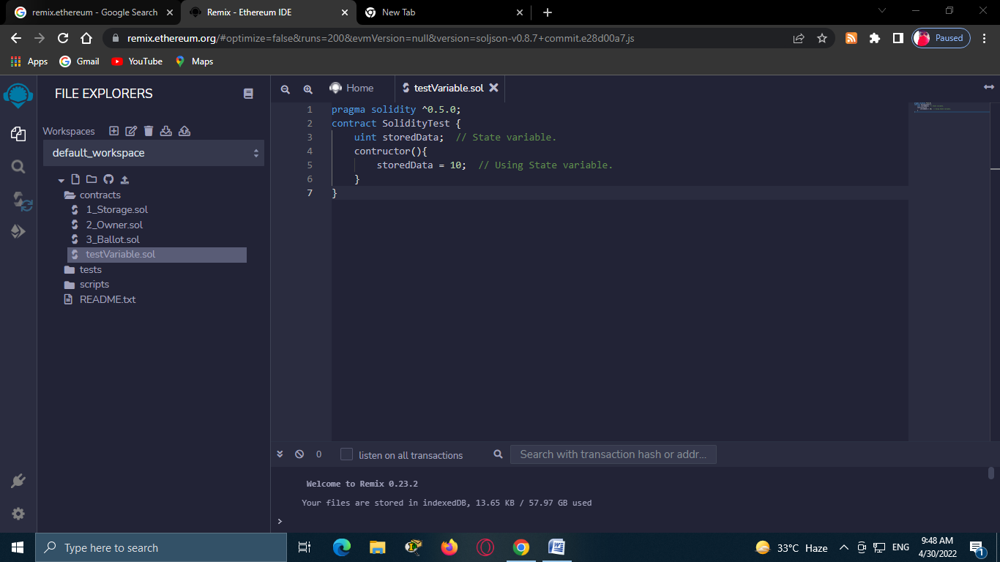 remix.ethereum - Google Search
Remix - Ethereum IDE
New Tab
remix.ethereum.org/#optimize=false&runs=200&evmVersion=null&version=soljson-v0.8.7+commit.e28d00a7.js
Paused
Apps
Gmail
YouTube
Maps
FILE EXPLORERS
Workspaces
default_workspace
contracts
1_Storage.sol
2_Owner.sol
3_Ballot.sol
testVariable.sol
tests
scripts
README.txt
Home
testVariable.sol
1 pragma solidity ^0.5.0;
2 contract SolidityTest {
3 uint storedData;  // State variable.
4 contructor(){
5 storedData = 10;  // Using State variable.
6 }
7 }
0
listen on all transactions
Search with transaction hash or addr...
Welcome to Remix 0.23.2
Your files are stored in indexedDB, 13.65 KB / 57.97 GB used
>
Type here to search
33°C Haze
ENG
9:48 AM
4/30/2022
1